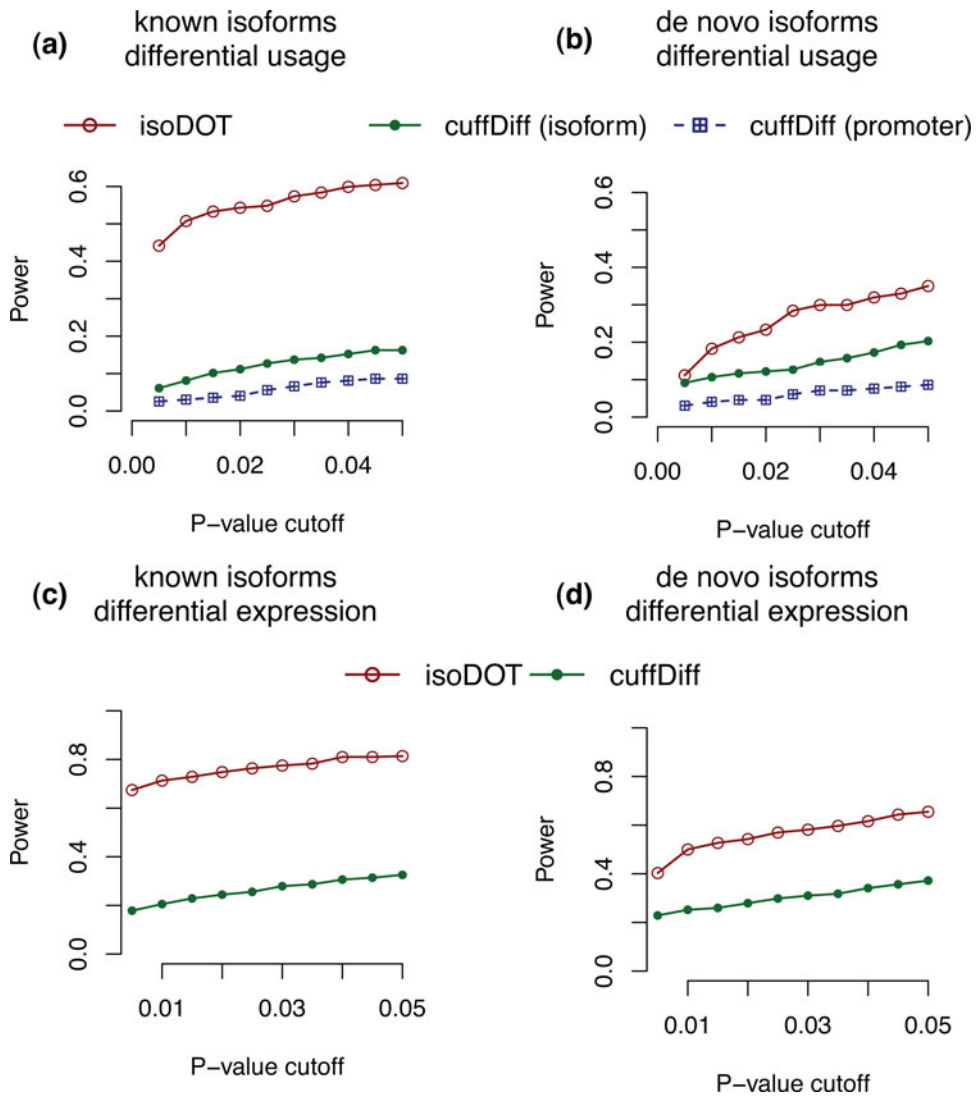 (a)
known isoforms
differential usage
(b)
de novo isoforms
differential usage
isoDOT
cuffDiff (isoform)
cuffDiff (promoter)
Power
0.0
0.2
0.4
0.6
0.00
0.02
0.04
P−value cutoff
Power
0.0
0.2
0.4
0.6
0.00
0.02
0.04
P−value cutoff
(c)
known isoforms
differential expression
(d)
de novo isoforms
differential expression
isoDOT
cuffDiff
Power
0.0
0.4
0.8
0.01
0.03
0.05
P−value cutoff
Power
0.0
0.4
0.8
0.01
0.03
0.05
P−value cutoff